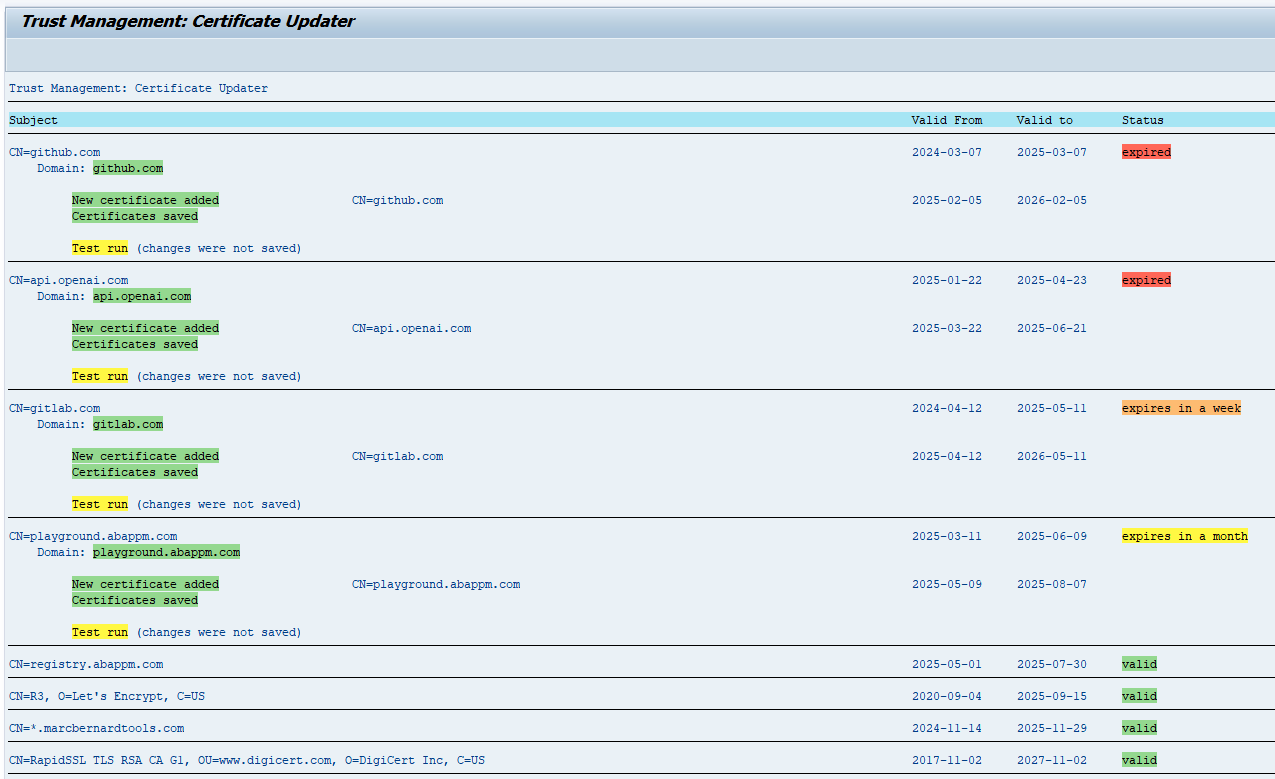 Trust Management: Certificate Updater
Trust Management: Certificate Updater
Subject Valid From Valid to Status
CN=github.com 2024-03-07 2025-03-07 expired
Domain: github.com
New certificate added CN=github.com 2025-02-05 2026-02-05
Certificates saved
Test run (changes were not saved)
CN=api.openai.com 2025-01-22 2025-04-23 expired
Domain: api.openai.com
New certificate added CN=api.openai.com 2025-03-22 2025-06-21
Certificates saved
Test run (changes were not saved)
CN=gitlab.com 2024-04-12 2025-05-11 expires in a week
Domain: gitlab.com
New certificate added CN=gitlab.com 2025-04-12 2026-05-11
Certificates saved
Test run (changes were not saved)
CN=playground.abappm.com 2025-03-11 2025-06-09 expires in a month
Domain: playground.abappm.com
New certificate added CN=playground.abappm.com 2025-05-09 2025-08-07
Certificates saved
Test run (changes were not saved)
CN=registry.abappm.com 2025-05-01 2025-07-30 valid
CN=R3, O=Let's Encrypt, C=US 2020-09-04 2025-09-15 valid
CN=*.marcbernardtools.com 2024-11-14 2025-11-29 valid
CN=RapidSSL TLS RSA CA G1, OU=www.digicert.com, O=DigiCert Inc, C=US 2017-11-02 2027-11-02 valid